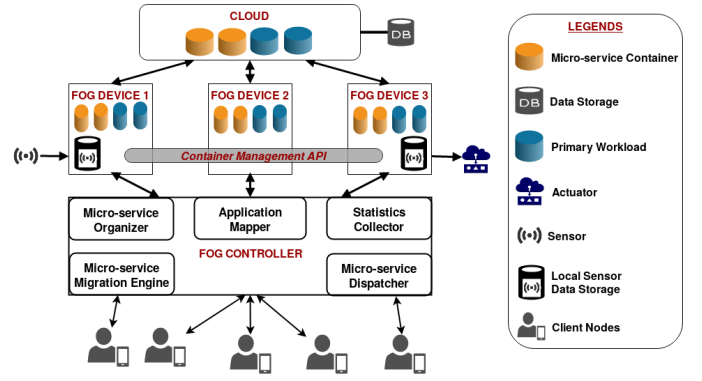 CLOUD
DB
FOG DEVICE 1
FOG DEVICE 2
FOG DEVICE 3
Container Management API
Micro-service
Organizer
Application
Mapper
Statistics
Collector
FOG CONTROLLER
Micro-service
Migration Engine
Micro-service
Dispatcher
LEGENDS
Micro-service Container
DB
Data Storage
Primary Workload
Actuator
Sensor
Local Sensor
Data Storage
Client Nodes